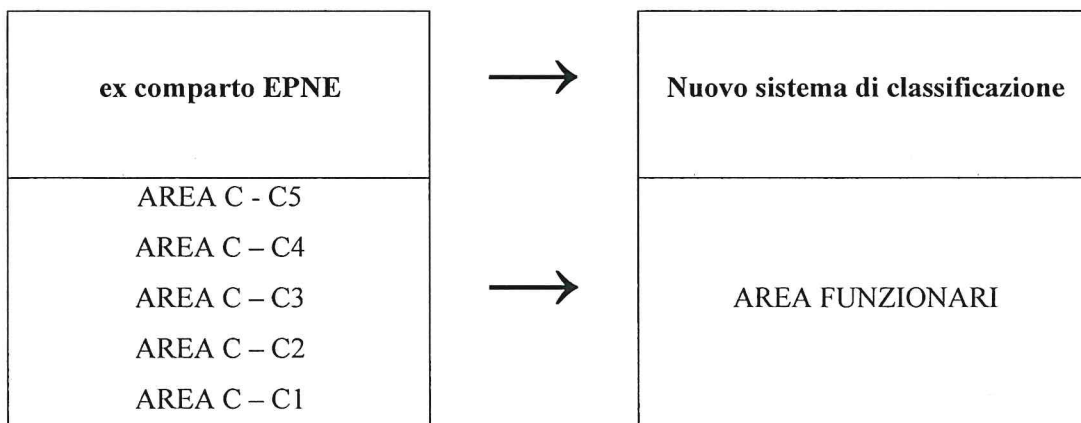 ex comparto EPNE
Nuovo sistema di classificazione
AREA C - C5
AREA C – C4
AREA C – C3
AREA C – C2
AREA C – C1
AREA FUNZIONARI